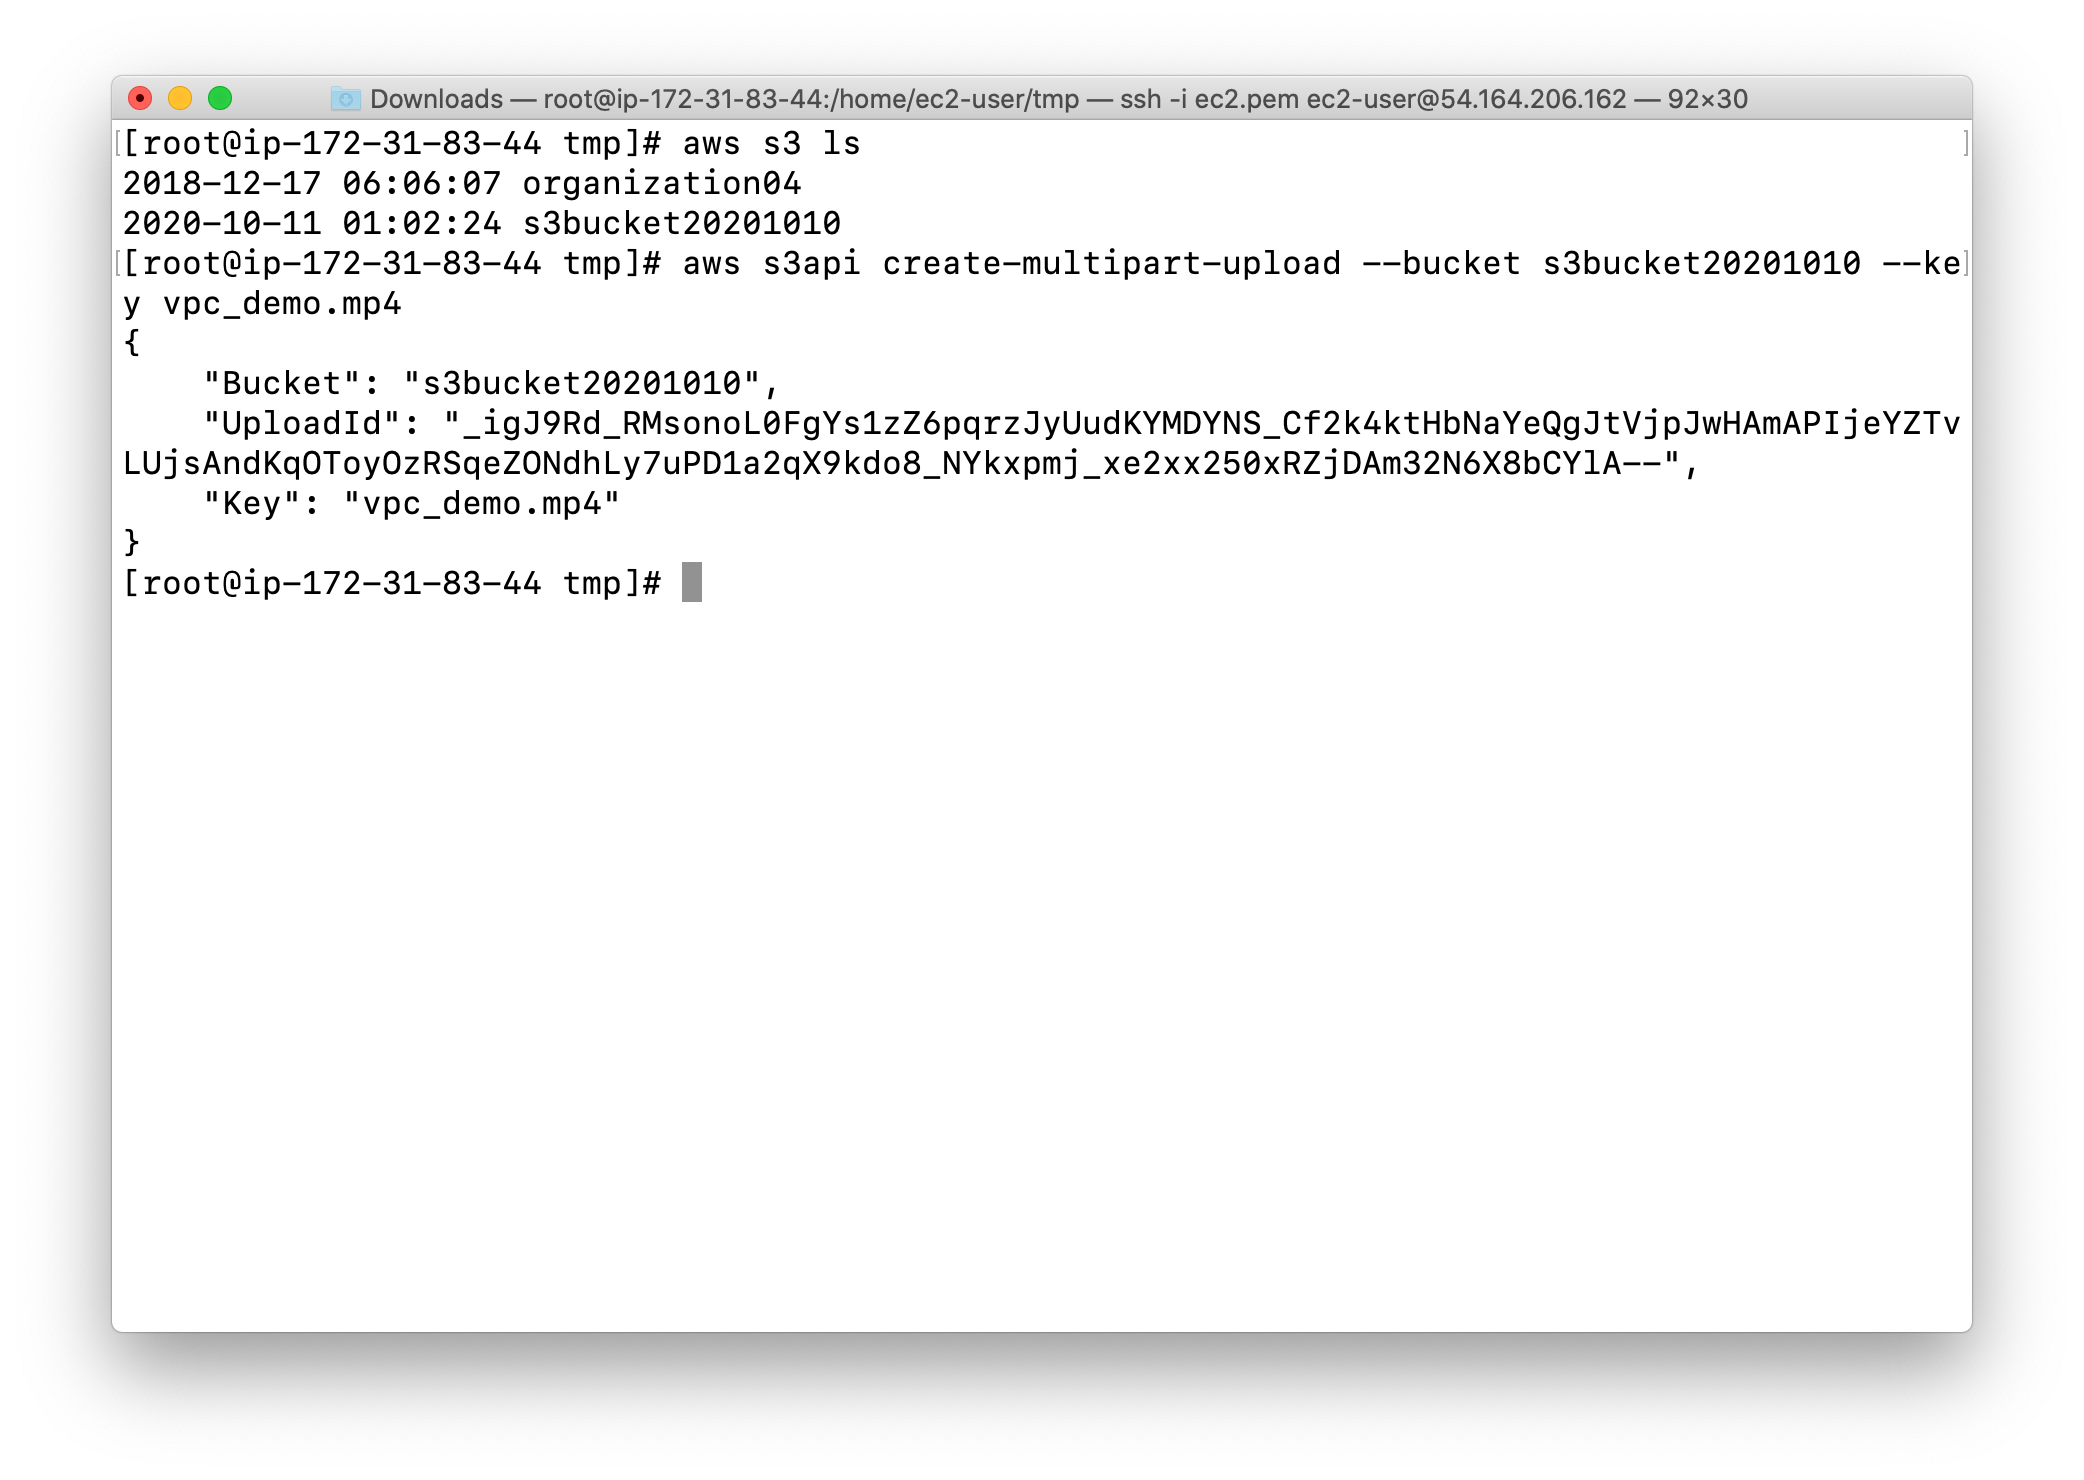 Downloads — root@ip-172-31-83-44:/home/ec2-user/tmp — ssh -i ec2.pem ec2-user@54.164.206.162 — 92×30
[root@ip-172-31-83-44 tmp]# aws s3 ls
2018-12-17 06:06:07 organization04
2020-10-11 01:02:24 s3bucket20201010
[root@ip-172-31-83-44 tmp]# aws s3api create-multipart-upload --bucket s3bucket20201010 --ke
y vpc_demo.mp4
{
    "Bucket": "s3bucket20201010",
    "UploadId": "_igJ9Rd_RMsonoL0FgYs1zZ6pqrzJyUudKYMDYNS_Cf2k4ktHbNaYeQgJtVjpJwHAmAPIjeYZTv
LUjsAndKqOToyOzRSqeZONdhLy7uPD1a2qX9kdo8_NYkxpmj_xe2xx250xRZjDAm32N6X8bCYlA--",
    "Key": "vpc_demo.mp4"
}
[root@ip-172-31-83-44 tmp]#